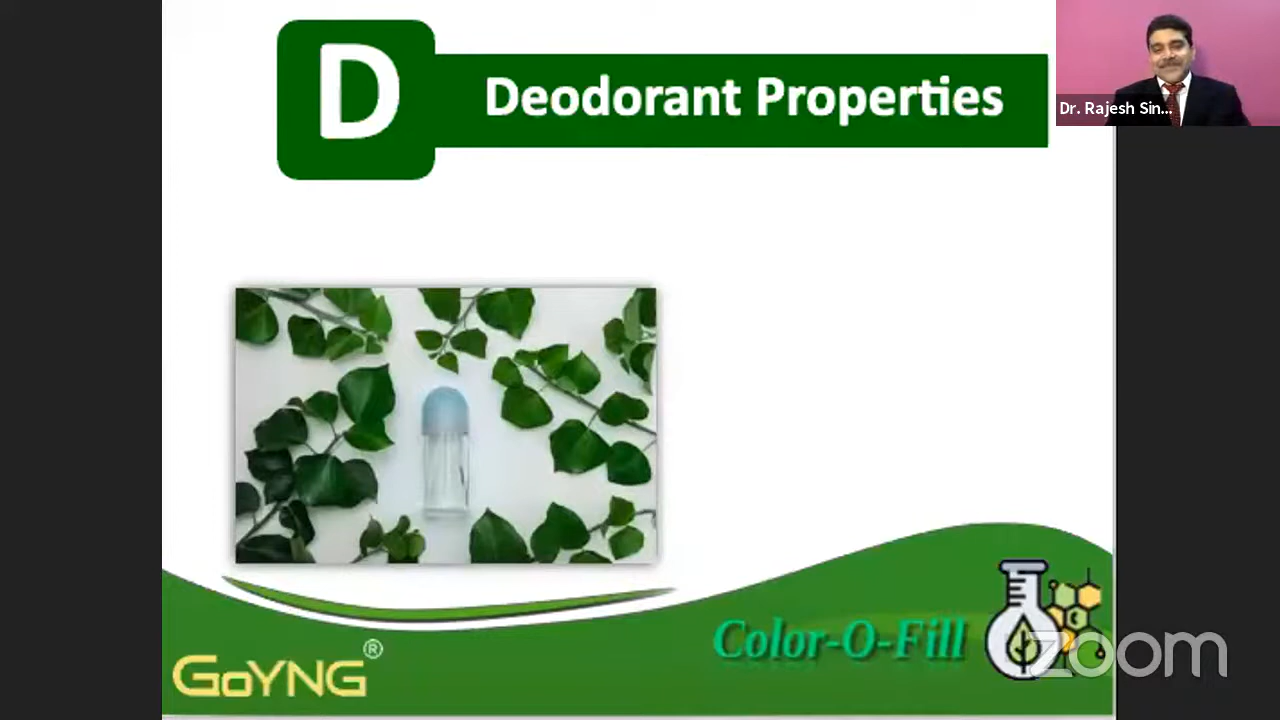 D
Deodorant Properties
Dr. Rajesh Sin...
Color-O-Fill
GOYNG®
zoom